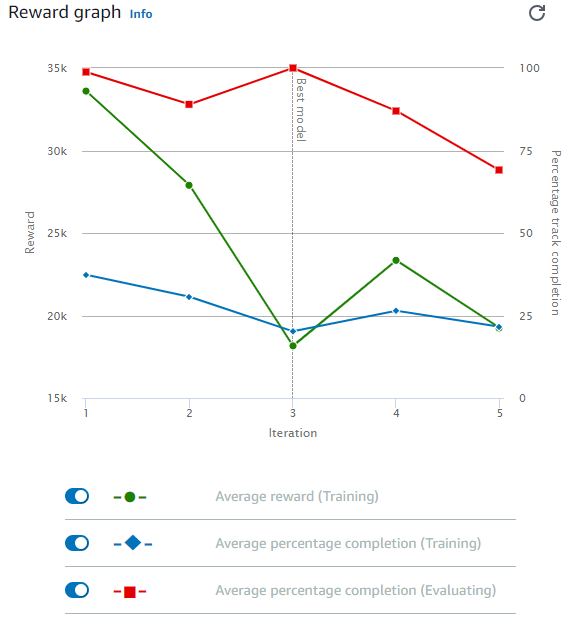 Reward graph Info
35k
30k
25k
20k
15k
Reward
100
75
50
25
0
Percentage track completion
Best model
1 2 3 4 5
Iteration
Average reward (Training)
Average percentage completion (Training)
Average percentage completion (Evaluating)